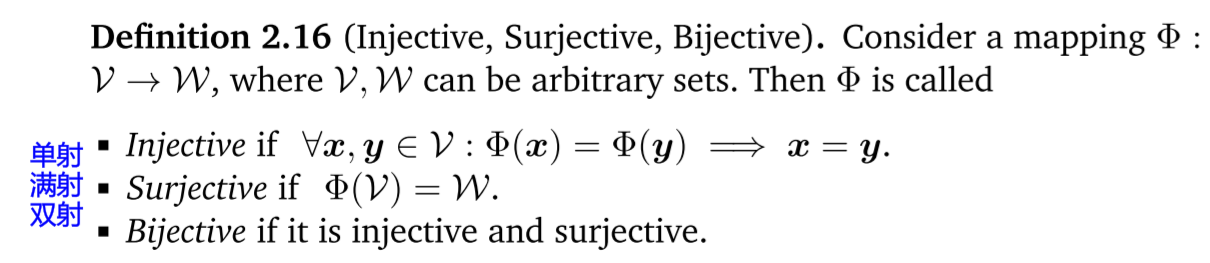 Definition 2.16 (Injective, Surjective, Bijective). Consider a mapping Φ :
𝒱 → 𝒲, where 𝒱, 𝒲 can be arbitrary sets. Then Φ is called
单射 ▪ Injective if ∀x, y ∈ 𝒱 : Φ(x) = Φ(y) ⟹ x = y.
满射 ▪ Surjective if Φ(𝒱) = 𝒲.
双射 ▪ Bijective if it is injective and surjective.